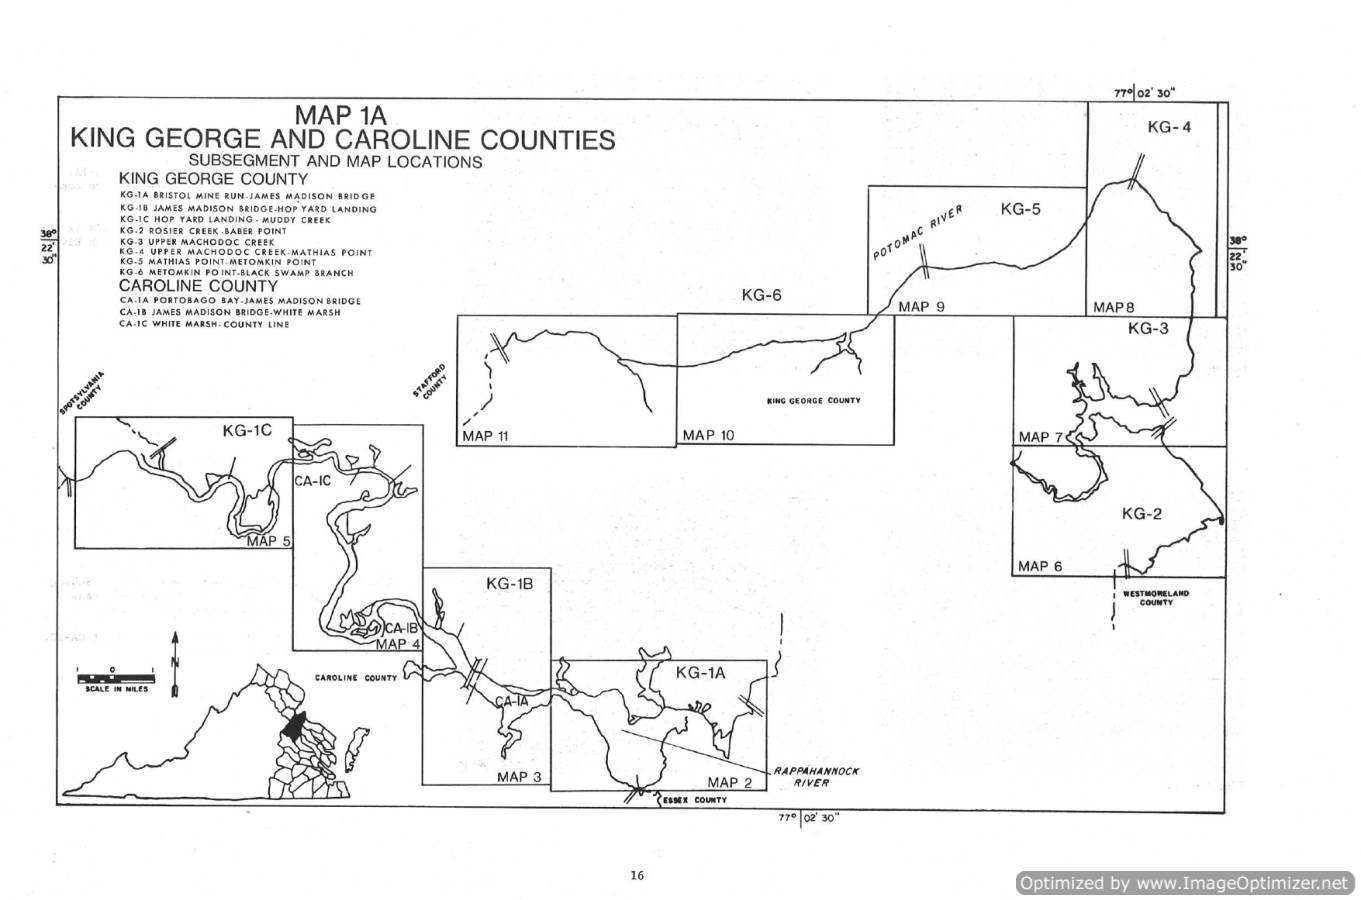 MAP 1A
KING GEORGE AND CAROLINE COUNTIES
SUBSEGMENT AND MAP LOCATIONS
KING GEORGE COUNTY
KG-1A BRISTOL MINE RUN-JAMES MADISON BRIDGE
KG-1B JAMES MADISON BRIDGE-HOP YARD LANDING
KG-1C HOP YARD LANDING - MUDDY CREEK
KG-2 ROSIER CREEK-BABER POINT
KG-3 UPPER MACHODOC CREEK
KG-4 UPPER MACHODOC CREEK-MATHIAS POINT
KG-5 MATHIAS POINT-METOMKIN POINT
KG-6 METOMKIN POINT-BLACK SWAMP BRANCH
CAROLINE COUNTY
CA-1A PORTOBAGO BAY-JAMES MADISON BRIDGE
CA-1B JAMES MADISON BRIDGE-WHITE MARSH
CA-1C WHITE MARSH-COUNTY LINE
77° 02' 30"
38°
22'
30"
38°
22'
30"
KG-4
MAP 8
KG-5
POTOMAC RIVER
MAP 9
KG-6
KING GEORGE COUNTY
MAP 10
MAP 11
STAFFORD
COUNTY
KG-3
MAP 7
KG-2
MAP 6
WESTMORELAND
COUNTY
SPOTSYLVANIA
COUNTY
KG-1C
MAP 5
CA-1C
CA-1B
MAP 4
KG-1B
CA-1A
MAP 3
CAROLINE COUNTY
KG-1A
MAP 2
RAPPAHANNOCK
RIVER
ESSEX COUNTY
N
1 0 1
SCALE IN MILES
77° 02' 30"
16
Optimized by www.ImageOptimizer.net